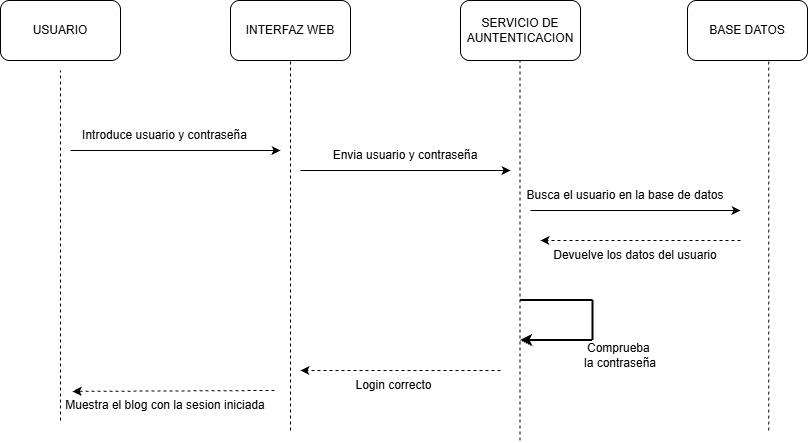 USUARIO
INTERFAZ WEB
SERVICIO DE
AUNTENTICACION
BASE DATOS
Introduce usuario y contraseña
Envia usuario y contraseña
Busca el usuario en la base de datos
Devuelve los datos del usuario
Comprueba
la contraseña
Login correcto
Muestra el blog con la sesion iniciada